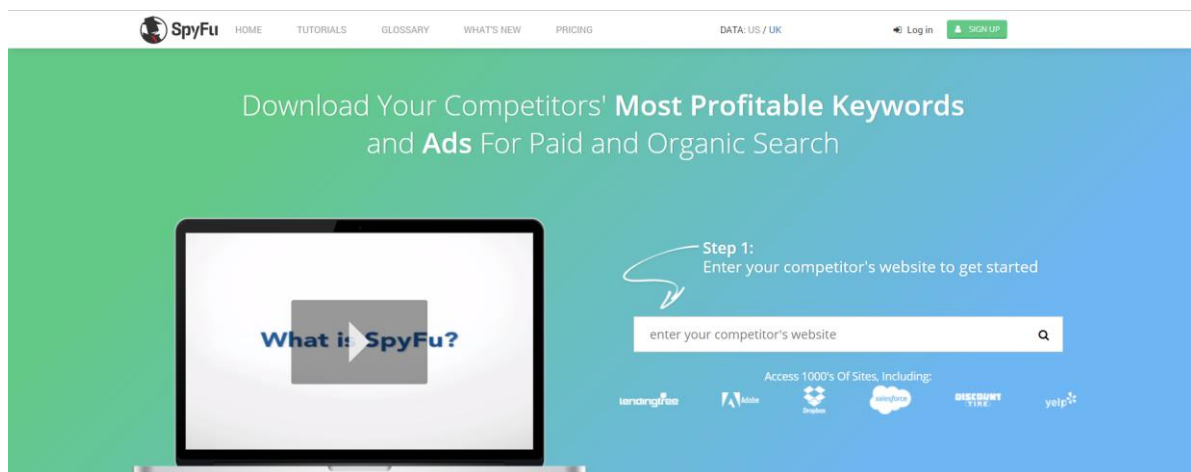 SpyFu HOME TUTORIALS GLOSSARY WHAT'S NEW PRICING DATA: US / UK Log in SIGN UP
Download Your Competitors' Most Profitable Keywords
and Ads For Paid and Organic Search
What is SpyFu?
Step 1:
Enter your competitor's website to get started
enter your competitor's website
Access 1000's Of Sites, Including:
lendingtree Adobe Dropbox salesforce DISCOUNT TIRE yelp